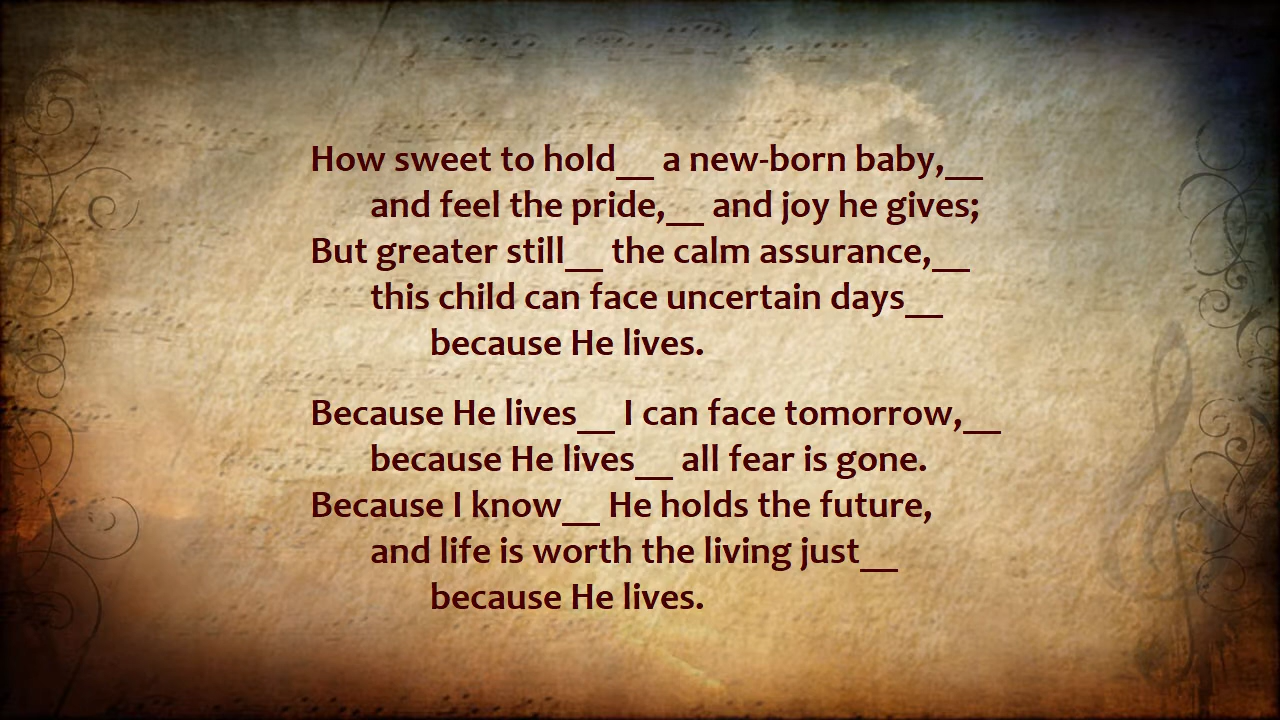 How sweet to hold__ a new-born baby,__
and feel the pride,__ and joy he gives;
But greater still__ the calm assurance,__
this child can face uncertain days__
because He lives.
Because He lives__ I can face tomorrow,__
because He lives__ all fear is gone.
Because I know__ He holds the future,
and life is worth the living just__
because He lives.